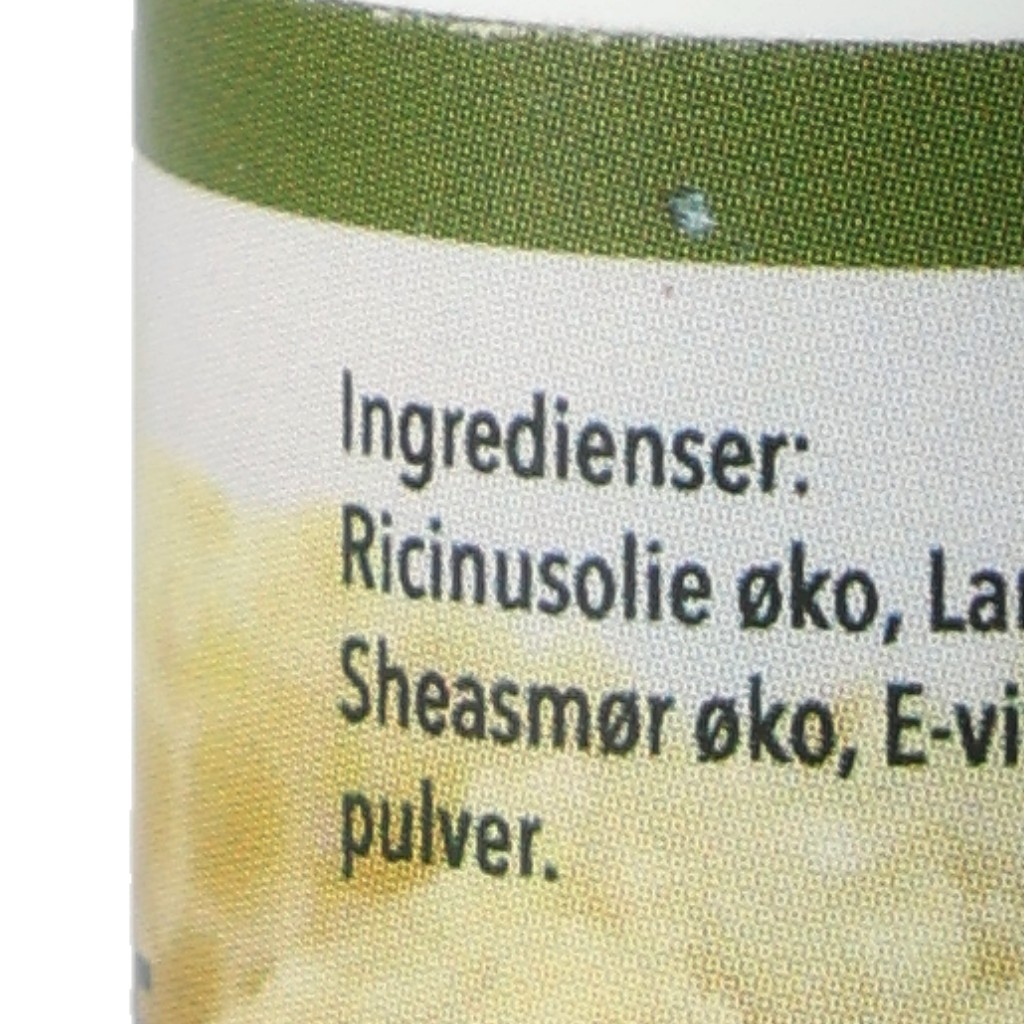 Ingredienser:
Ricinusolie øko,
Sheasmør øko,
pulver.